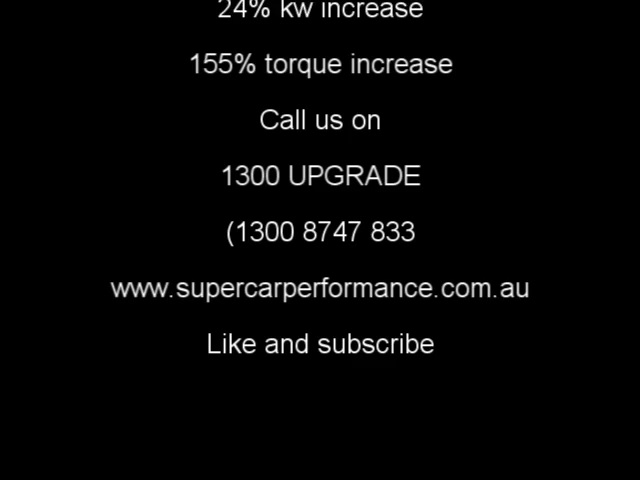 24% kw increase
155% torque increase
Call us on
1300 UPGRADE
(1300 8747 833
www.supercarperformance.com.au
Like and subscribe